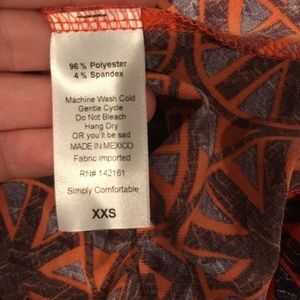 96 % Polyester
4 % Spandex
Machine Wash Cold
Gentle Cycle
Do Not Bleach
Hang Dry
OR you'll be sad
MADE IN MEXICO
Fabric imported
RN# 142161
Simply Comfortable
XXS